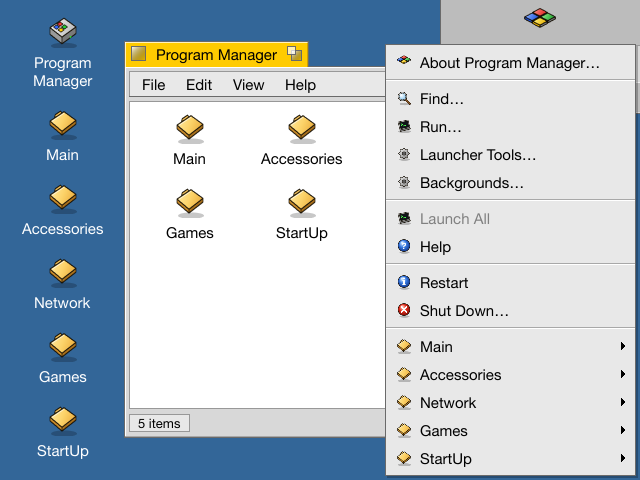 Program
Manager
Main
Accessories
Network
Games
StartUp
Program Manager
File Edit View Help
Main Accessories
Games StartUp
5 items
About Program Manager…
Find…
Run…
Launcher Tools…
Backgrounds…
Launch All
Help
Restart
Shut Down…
Main
Accessories
Network
Games
StartUp